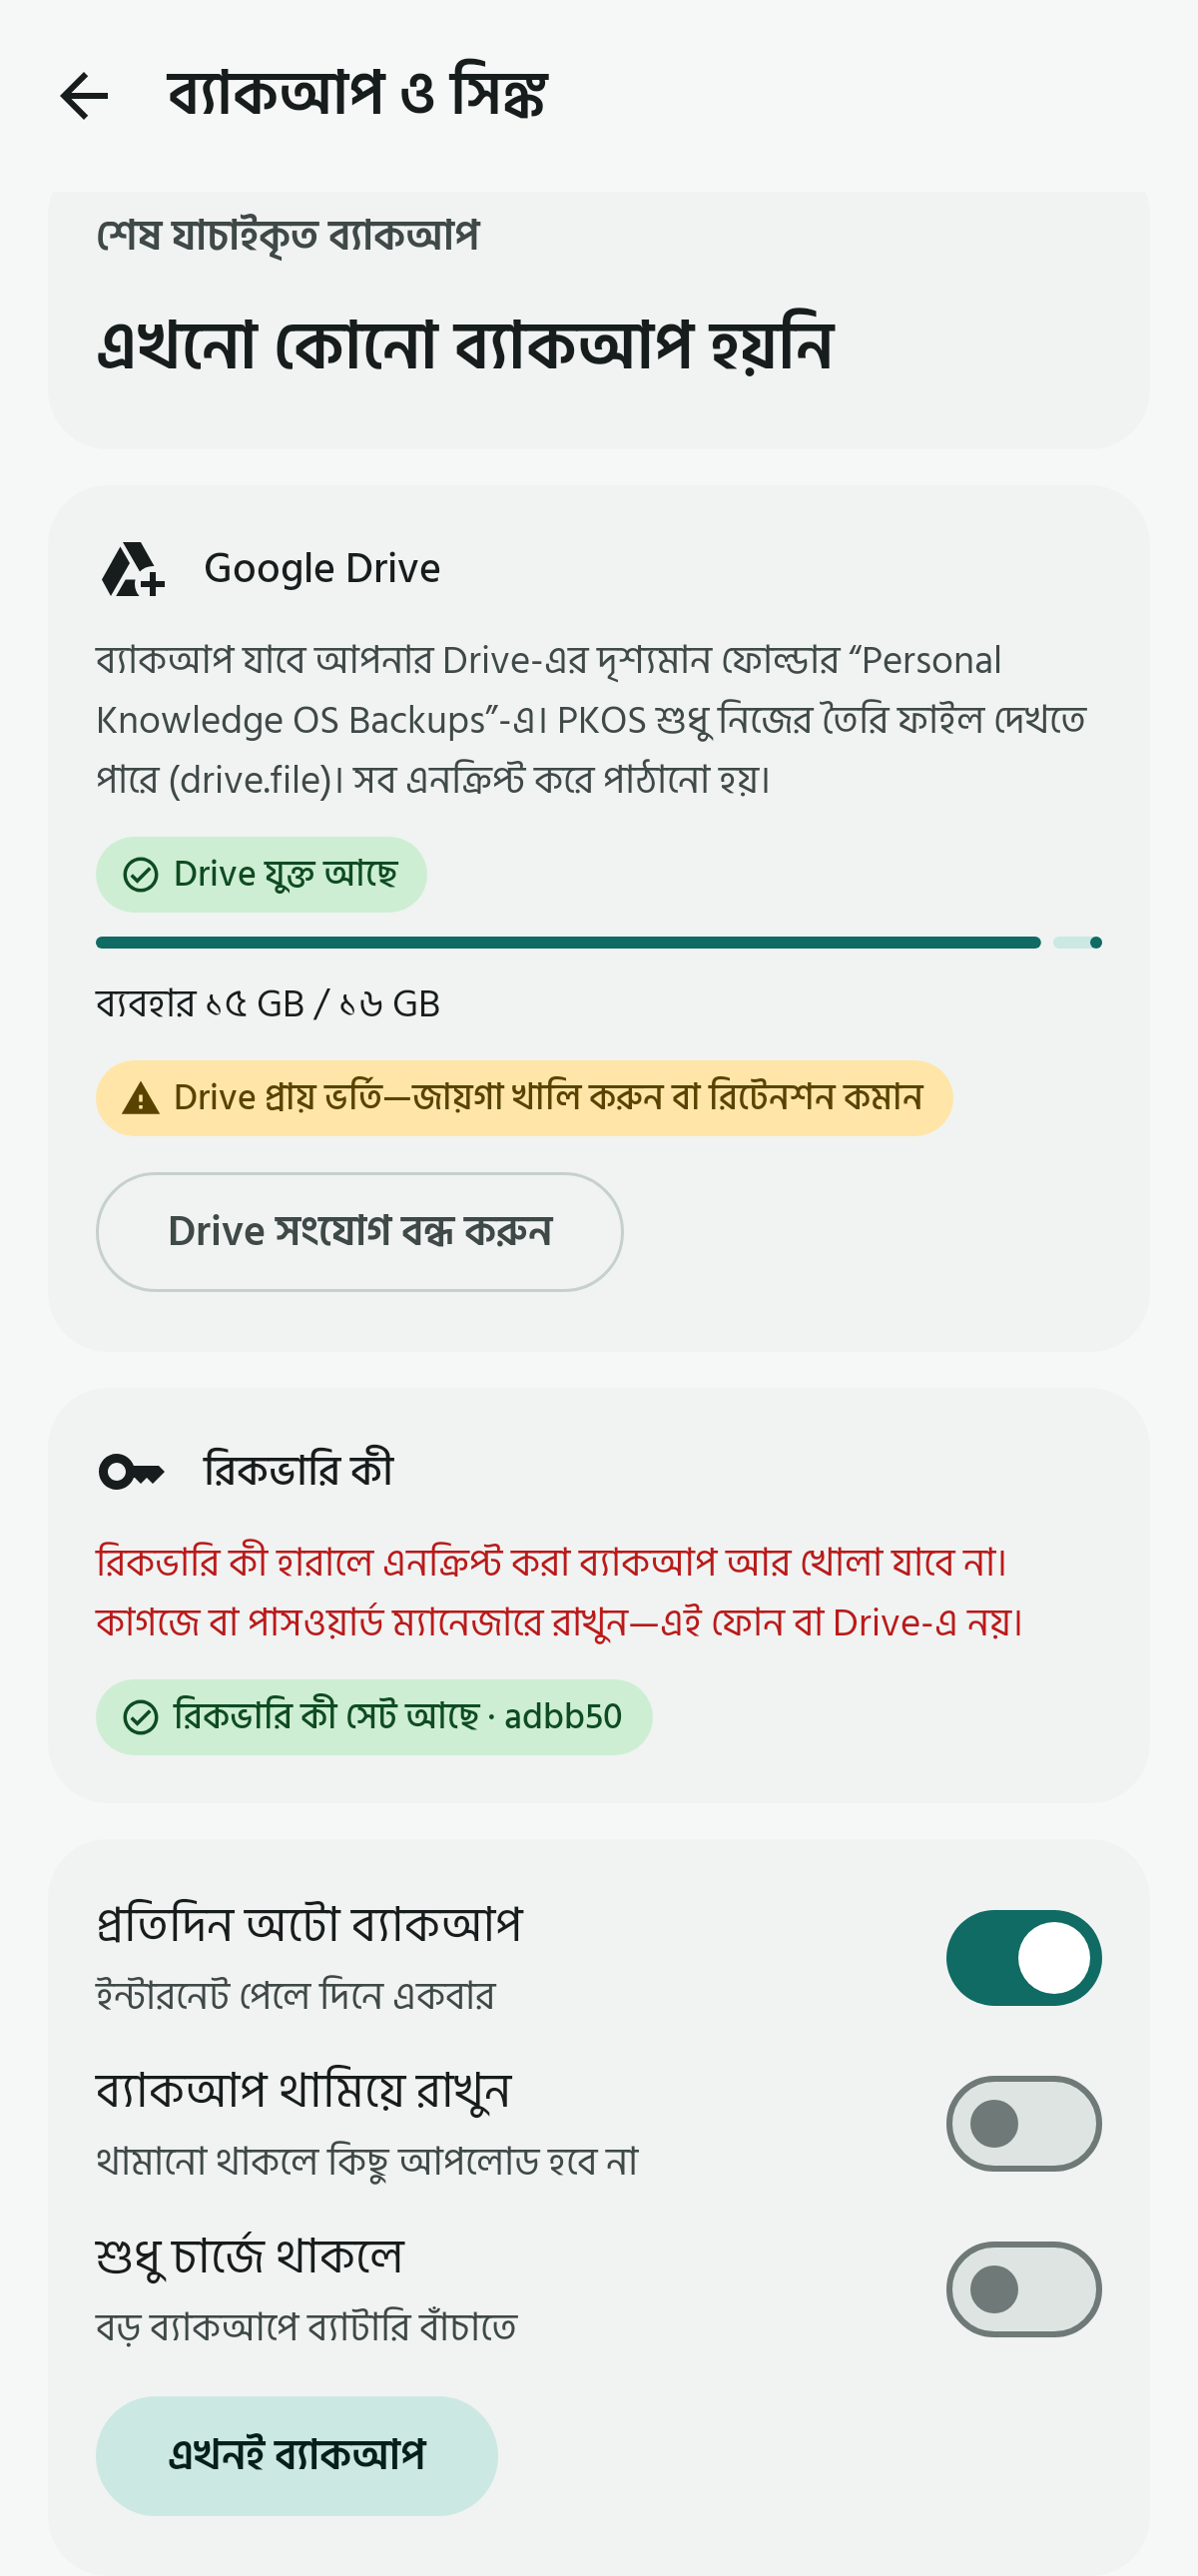 ব্যাকআপ ও সিঙ্ক
শেষ যাচাইকৃত ব্যাকআপ
এখনো কোনো ব্যাকআপ হয়নি
Google Drive
ব্যাকআপ যাবে আপনার Drive-এর দৃশ্যমান ফোল্ডার “Personal
Knowledge OS Backups”-এ। PKOS শুধু নিজের তৈরি ফাইল দেখতে
পারে (drive.file)। সব এনক্রিপ্ট করে পাঠানো হয়।
Drive যুক্ত আছে
ব্যবহার ১৫ GB / ১৬ GB
Drive প্রায় ভর্তি—জায়গা খালি করুন বা রিটেনশন কমান
Drive সংযোগ বন্ধ করুন
রিকভারি কী
রিকভারি কী হারালে এনক্রিপ্ট করা ব্যাকআপ আর খোলা যাবে না।
কাগজে বা পাসওয়ার্ড ম্যানেজারে রাখুন—এই ফোন বা Drive-এ নয়।
রিকভারি কী সেট আছে · adbb50
প্রতিদিন অটো ব্যাকআপ
ইন্টারনেট পেলে দিনে একবার
ব্যাকআপ থামিয়ে রাখুন
থামানো থাকলে কিছু আপলোড হবে না
শুধু চার্জে থাকলে
বড় ব্যাকআপে ব্যাটারি বাঁচাতে
এখনই ব্যাকআপ